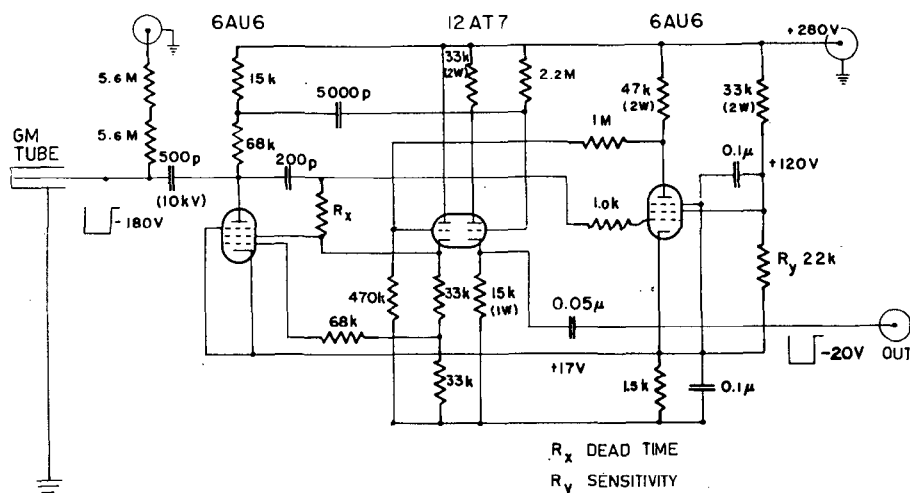 6AU6
12AT7
6AU6
+280V
5.6M
5.6M
15k
5000p
33k
(2W)
2.2M
47k
(2W)
33k
(2W)
1M
GM
TUBE
500p
(10kV)
68k
200p
0.1μ
+120V
-180V
Rx
1.0k
Ry 22k
470k
33k
15k
(1W)
0.05μ
68k
-20V
OUT
+17V
33k
1.5k
0.1μ
Rx DEAD TIME
Ry SENSITIVITY